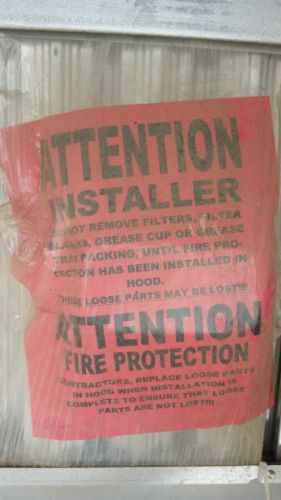 ATTENTION
INSTALLER
DO NOT REMOVE FILTERS, FILTER
BLANKS, GREASE CUP OR GREASE
TRAY PACKING, UNTIL FIRE PRO-
TECTION HAS BEEN INSTALLED IN
HOOD.
THESE LOOSE PARTS MAY BE LOST!!!
ATTENTION
FIRE PROTECTION
CONTRACTORS, REPLACE LOOSE PARTS
IN HOOD WHEN INSTALLATION IS
COMPLETE TO ENSURE THAT LOOSE
PARTS ARE NOT LOST!!!